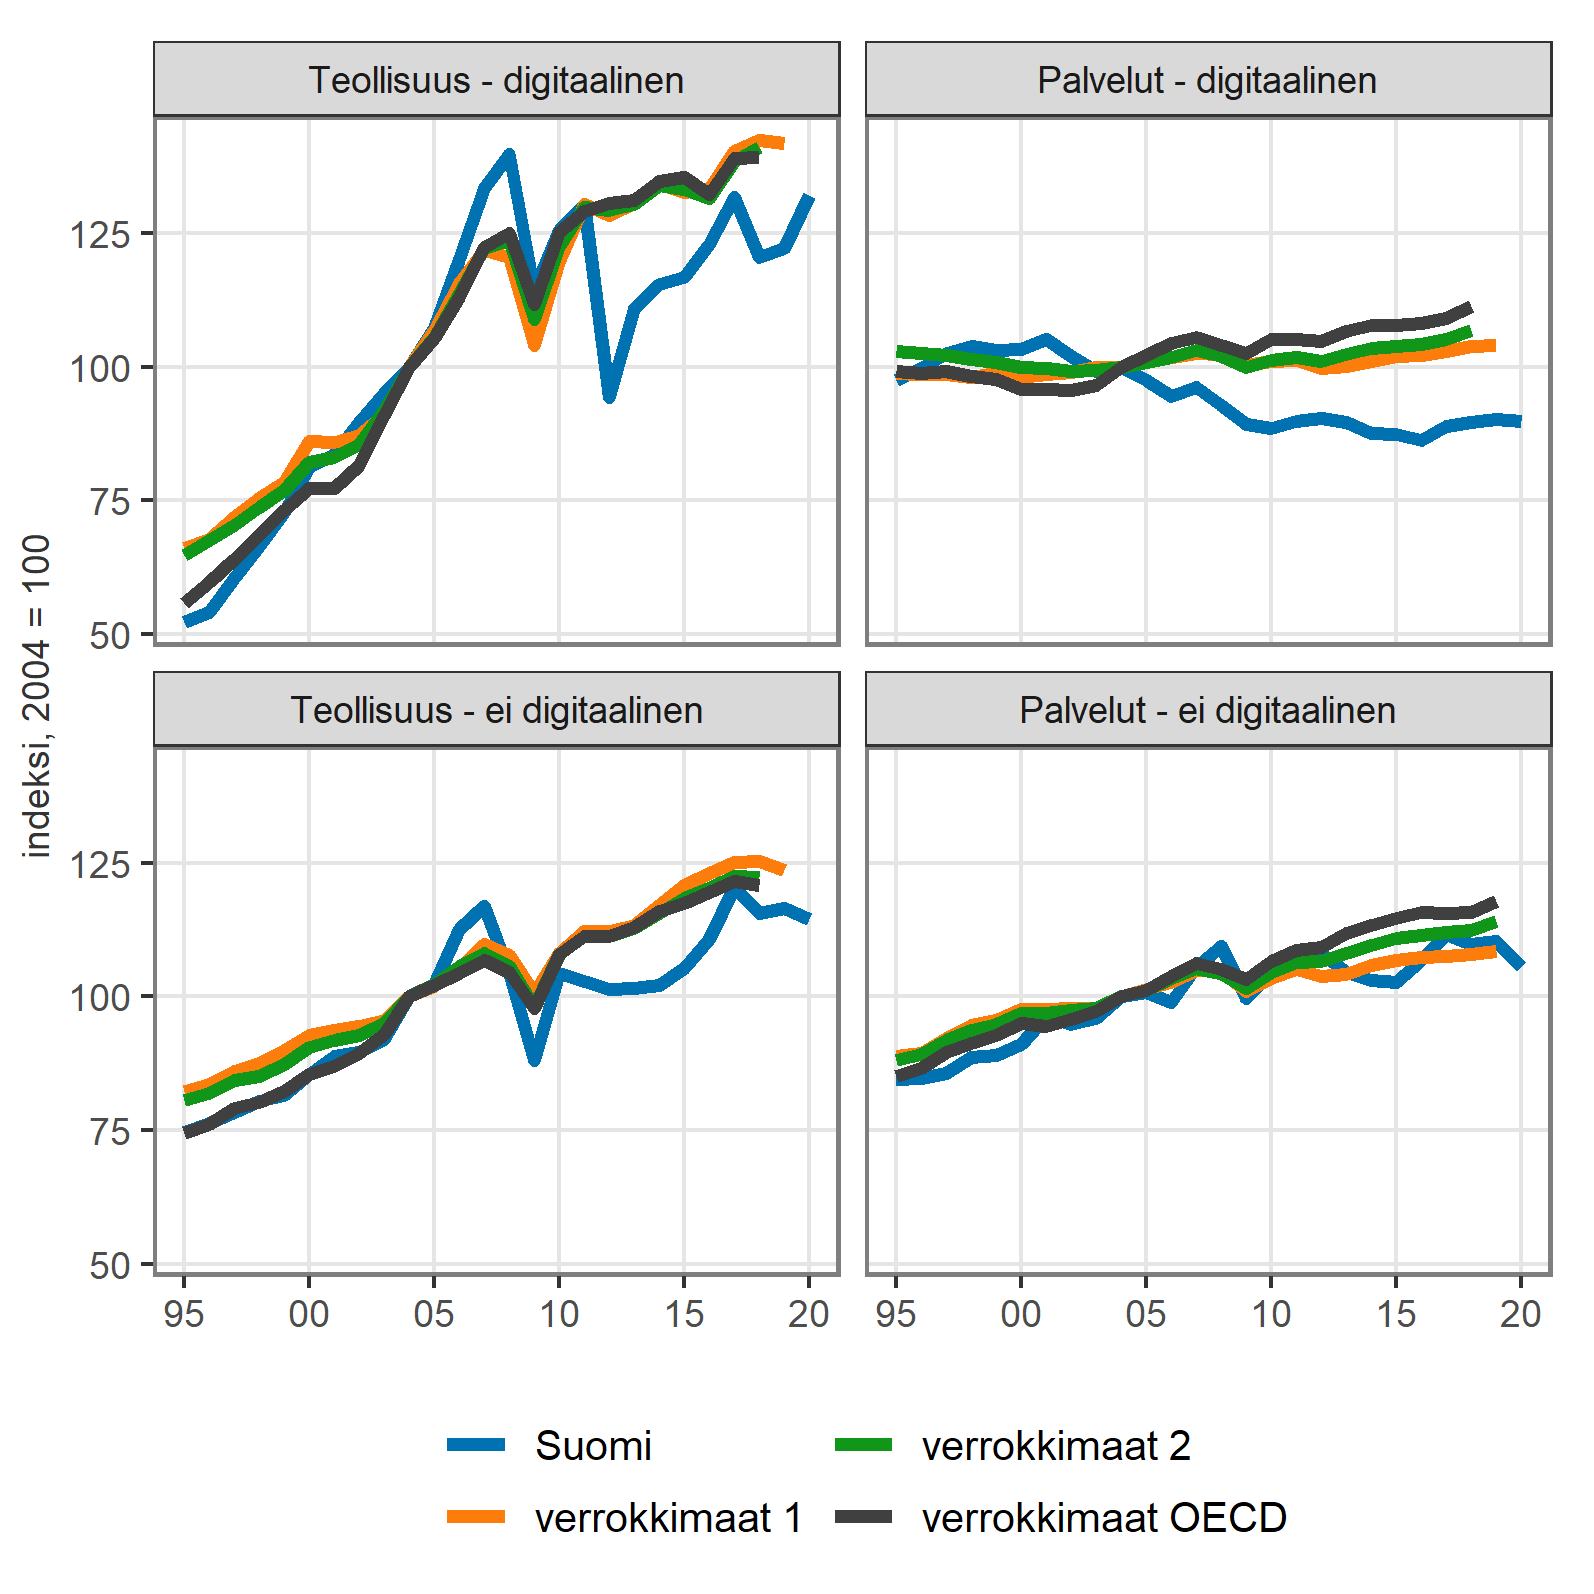 Teollisuus - digitaalinen
Palvelut - digitaalinen
125
100
75
50
indeksi, 2004 = 100
Teollisuus - ei digitaalinen
Palvelut - ei digitaalinen
125
100
75
50
95 00 05 10 15 20
95 00 05 10 15 20
Suomi
verrokkimaat 2
verrokkimaat 1
verrokkimaat OECD